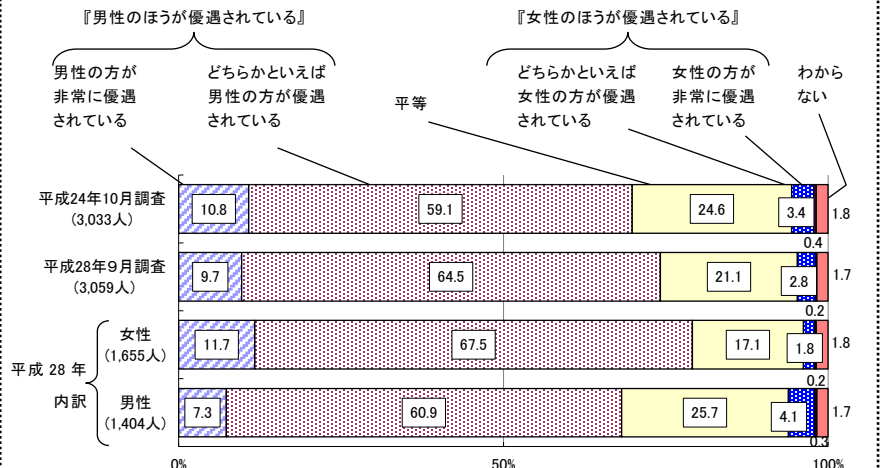 『男性のほうが優遇されている』
『女性のほうが優遇されている』
男性の方が
非常に優遇
されている
どちらかといえば
男性の方が優遇
されている
平等
どちらかといえば
女性の方が優遇
されている
女性の方が
非常に優遇
されている
わから
ない
平成24年10月調査
(3,033人)
10.8
59.1
24.6
3.4
1.8
0.4
平成28年9月調査
(3,059人)
9.7
64.5
21.1
2.8
1.7
0.2
平成 28 年
内訳
女性
(1,655人)
11.7
67.5
17.1
1.8
1.8
0.2
男性
(1,404人)
7.3
60.9
25.7
4.1
1.7
0.3
0%
50%
100%